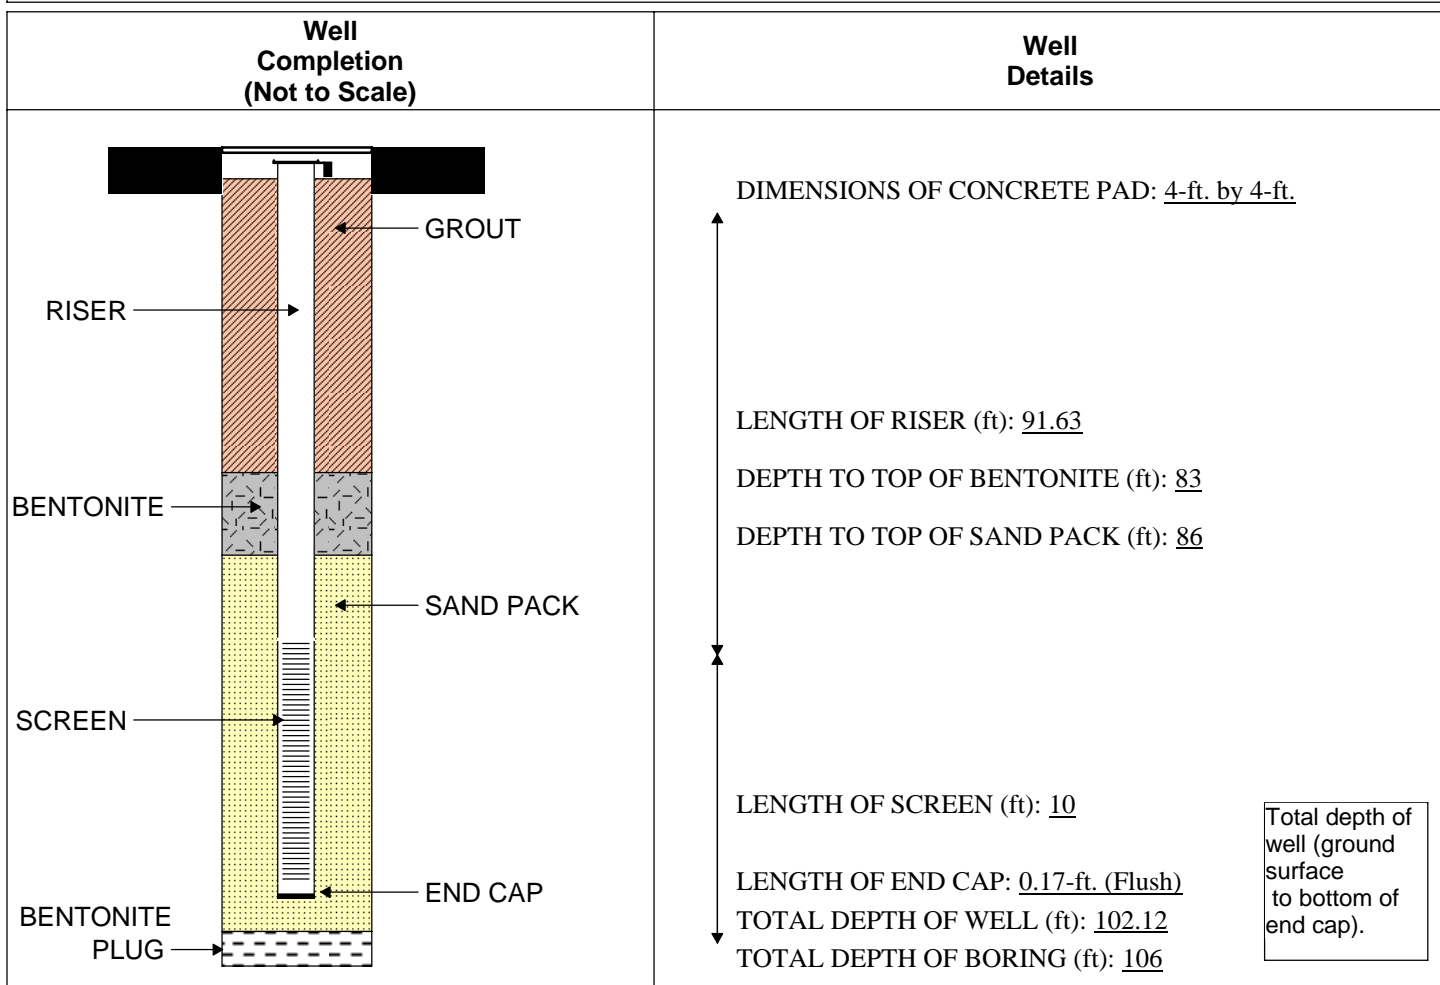 Well
Completion
(Not to Scale)
Well
Details
GROUT
RISER
BENTONITE
SAND PACK
SCREEN
END CAP
BENTONITE
PLUG
DIMENSIONS OF CONCRETE PAD: 4-ft. by 4-ft.
LENGTH OF RISER (ft): 91.63
DEPTH TO TOP OF BENTONITE (ft): 83
DEPTH TO TOP OF SAND PACK (ft): 86
LENGTH OF SCREEN (ft): 10
LENGTH OF END CAP: 0.17-ft. (Flush)
TOTAL DEPTH OF WELL (ft): 102.12
TOTAL DEPTH OF BORING (ft): 106
Total depth of
well (ground
surface
to bottom of
end cap).